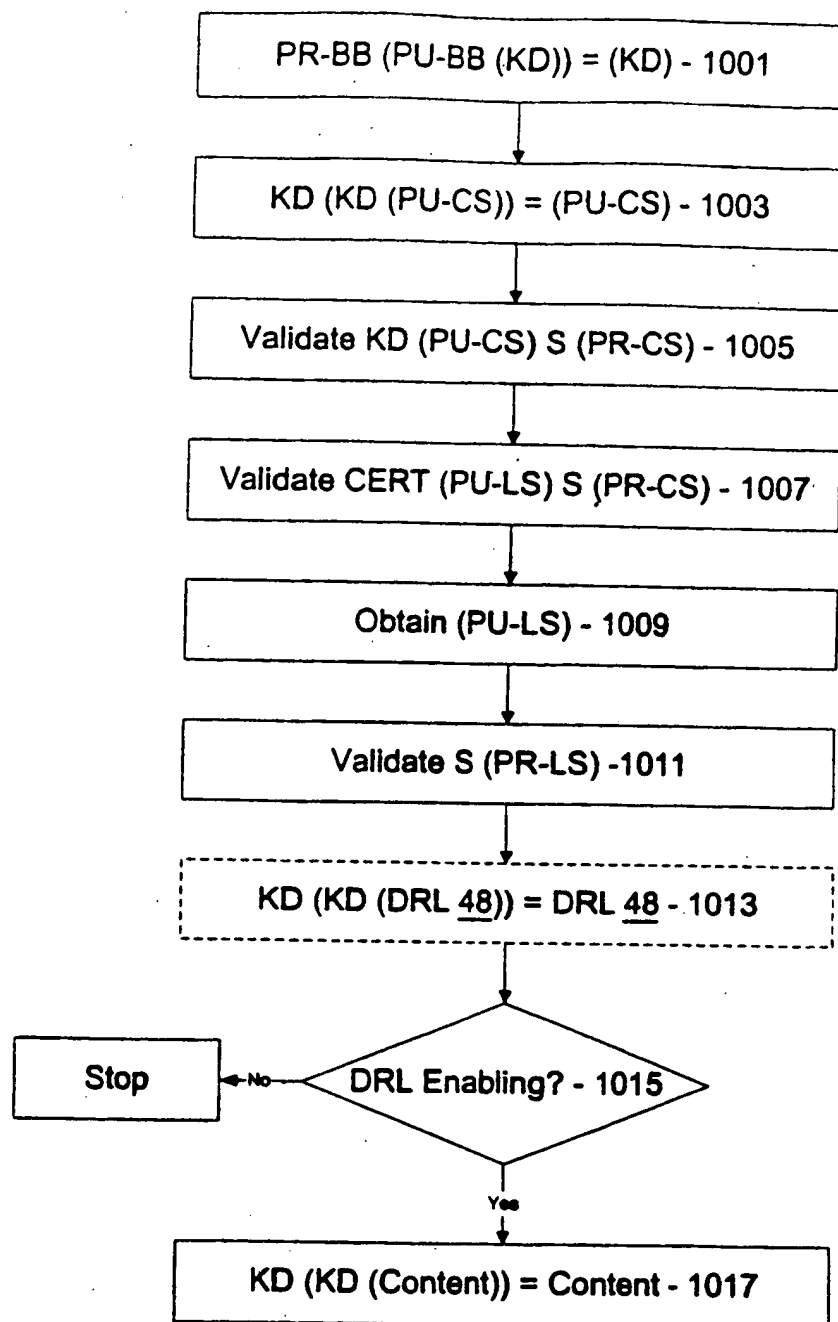 PR-BB (PU-BB (KD)) = (KD) - 1001
KD (KD (PU-CS)) = (PU-CS) - 1003
Validate KD (PU-CS) S (PR-CS) - 1005
Validate CERT (PU-LS) S (PR-CS) - 1007
Obtain (PU-LS) - 1009
Validate S (PR-LS) -1011
KD (KD (DRL 48)) = DRL 48 - 1013
DRL Enabling? - 1015
No
Stop
Yes
KD (KD (Content)) = Content - 1017